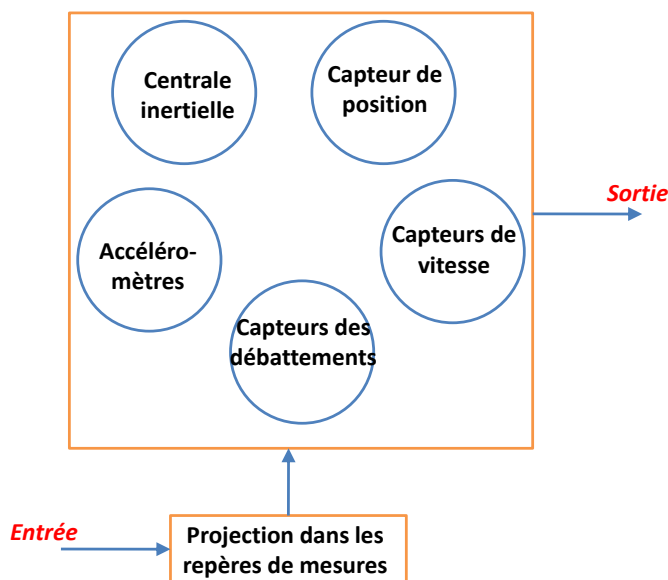 Centrale
inertielle
Capteur de
position
Sortie
Accéléro-
mètres
Capteurs de
vitesse
Capteurs des
débattements
Entrée
Projection dans les
repères de mesures